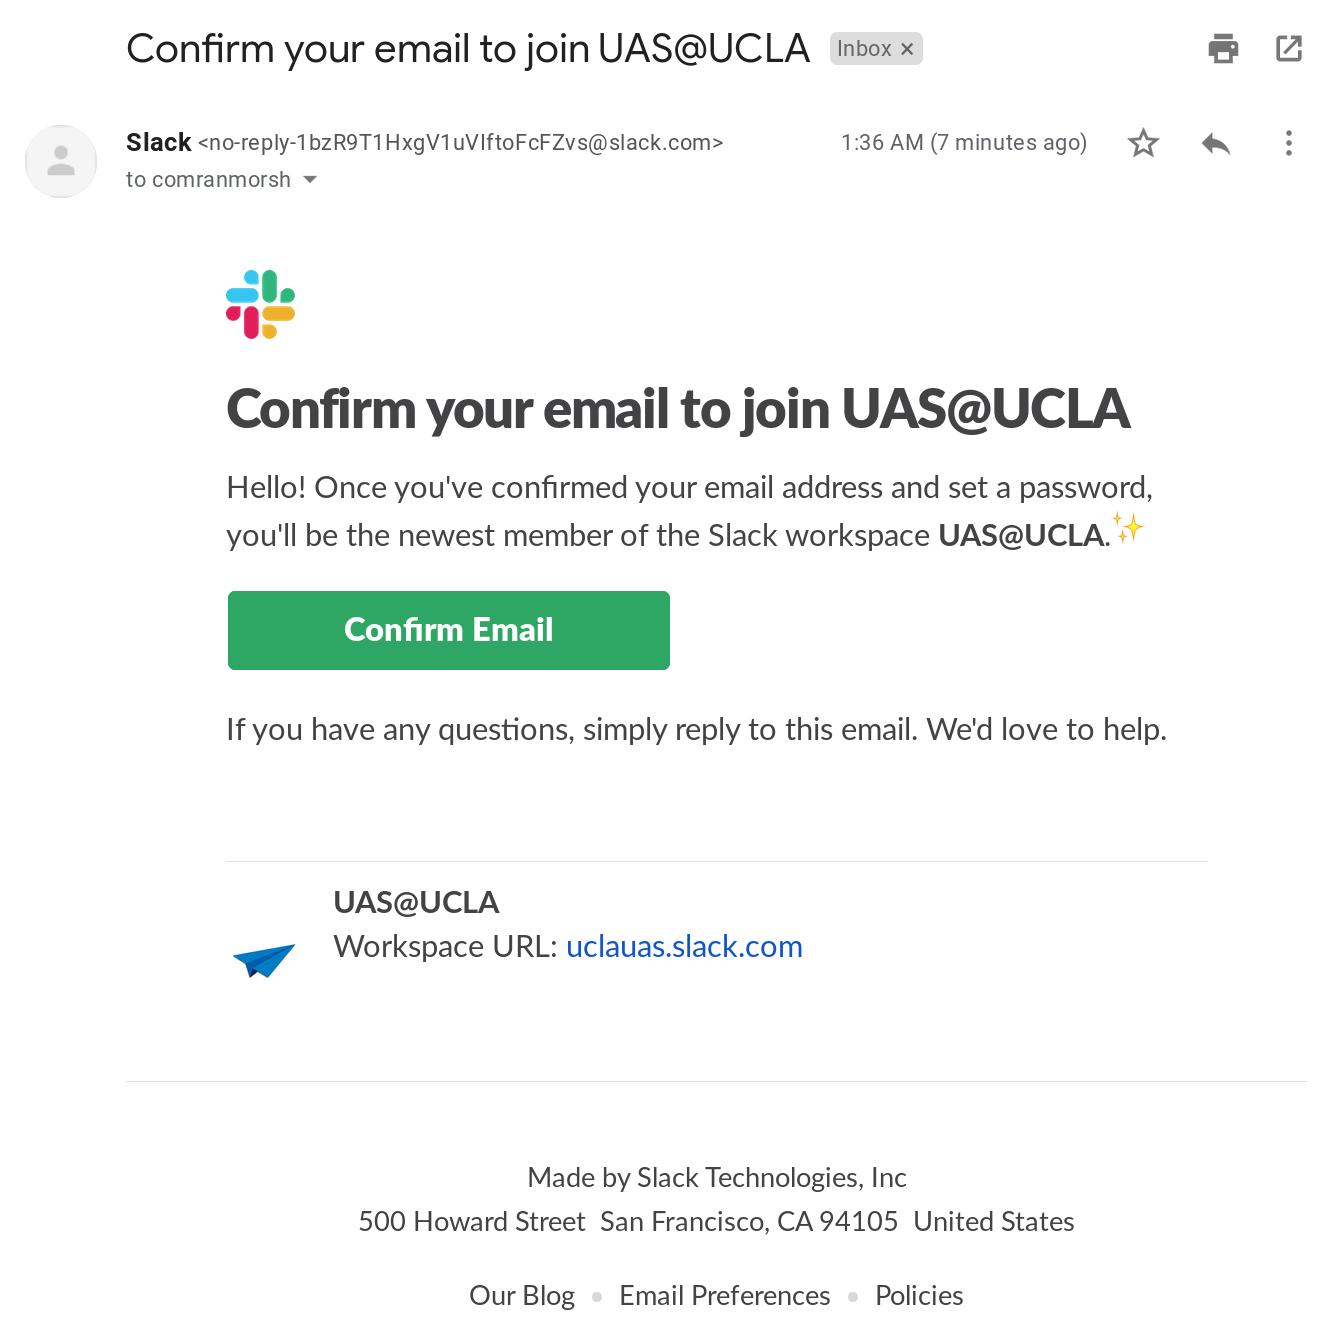 Confirm your email to join UAS@UCLA Inbox ×
Slack <no-reply-1bzR9T1HxgV1uVIftoFcFZvs@slack.com> 1:36 AM (7 minutes ago)
to comranmorsh
Confirm your email to join UAS@UCLA
Hello! Once you've confirmed your email address and set a password,
you'll be the newest member of the Slack workspace UAS@UCLA.✨
Confirm Email
If you have any questions, simply reply to this email. We'd love to help.
UAS@UCLA
Workspace URL: uclauas.slack.com
Made by Slack Technologies, Inc
500 Howard Street San Francisco, CA 94105 United States
Our Blog • Email Preferences • Policies